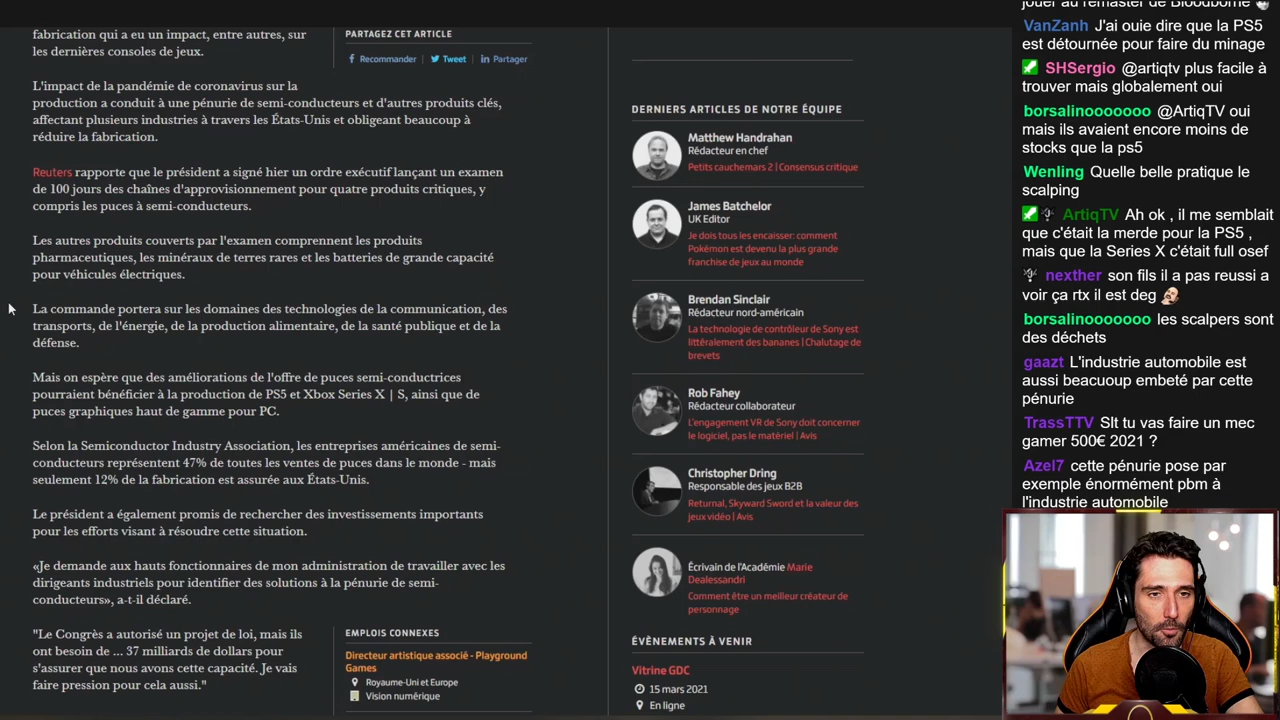 fabrication qui a eu un impact, entre autres, sur
les dernières consoles de jeux.
L'impact de la pandémie de coronavirus sur la
production a conduit à une pénurie de semi-conducteurs et d'autres produits clés,
affectant plusieurs industries à travers les États-Unis et obligeant beaucoup à
réduire la fabrication.
Reuters rapporte que le président a signé hier un ordre exécutif lançant un examen
de 100 jours des chaînes d'approvisionnement pour quatre produits critiques, y
compris les puces à semi-conducteurs.
Les autres produits couverts par l'examen comprennent les produits
pharmaceutiques, les minéraux de terres rares et les batteries de grande capacité
pour véhicules électriques.
La commande portera sur les domaines des technologies de la communication, des
transports, de l'énergie, de la production alimentaire, de la santé publique et de la
défense.
Mais on espère que des améliorations de l'offre de puces semi-conductrices
pourraient bénéficier à la production de PS5 et Xbox Series X | S, ainsi que de
puces graphiques haut de gamme pour PC.
Selon la Semiconductor Industry Association, les entreprises américaines de semi-
conducteurs représentent 47% de toutes les ventes de puces dans le monde - mais
seulement 12% de la fabrication est assurée aux États-Unis.
Le président a également promis de rechercher des investissements importants
pour les efforts visant à résoudre cette situation.
«Je demande aux hauts fonctionnaires de mon administration de travailler avec les
dirigeants industriels pour identifier des solutions à la pénurie de semi-
conducteurs», a-t-il déclaré.
"Le Congrès a autorisé un projet de loi, mais ils
ont besoin de ... 37 milliards de dollars pour
s'assurer que nous avons cette capacité. Je vais
faire pression pour cela aussi."
PARTAGEZ CET ARTICLE
Recommander
Tweet
Partager
EMPLOIS CONNEXES
Directeur artistique associé - Playground
Games
Royaume-Uni et Europe
Vision numérique
DERNIERS ARTICLES DE NOTRE ÉQUIPE
Matthew Handrahan
Rédacteur en chef
Petits cauchemars 2 | Consensus critique
James Batchelor
UK Editor
Je dois tous les encaisser: comment
Pokémon est devenu la plus grande
franchise de jeux au monde
Brendan Sinclair
Rédacteur nord-américain
La technologie de contrôleur de Sony est
littéralement des bananes | Chalutage de
brevets
Rob Fahey
Rédacteur collaborateur
L'engagement VR de Sony doit concerner
le logiciel, pas le matériel | Avis
Christopher Dring
Responsable des jeux B2B
Returnal, Skyward Sword et la valeur des
jeux vidéo | Avis
Écrivain de l'Académie Marie
Dealessandri
Comment être un meilleur créateur de
personnage
ÉVÈNEMENTS À VENIR
Vitrine GDC
15 mars 2021
En ligne
jouer au remaster de Bloodborne
VanZanh J'ai ouie dire que la PS5
est détournée pour faire du minage
SHSergio @artiqtv plus facile à
trouver mais globalement oui
borsalinooooooo @ArtiqTV oui
mais ils avaient encore moins de
stocks que la ps5
Wenling Quelle belle pratique le
scalping
ArtiqTV Ah ok , il me semblait
que c'était la merde pour la PS5 ,
mais que la Series X c'était full osef
nexther son fils il a pas reussi a
voir ça rtx il est deg
borsalinooooooo les scalpers sont
des déchets
gaazt L'industrie automobile est
aussi beaucoup embeté par cette
pénurie
TrassTTV Slt tu vas faire un mec
gamer 500€ 2021 ?
Azel7 cette pénurie pose par
exemple énormément pbm à
l'industrie automobile